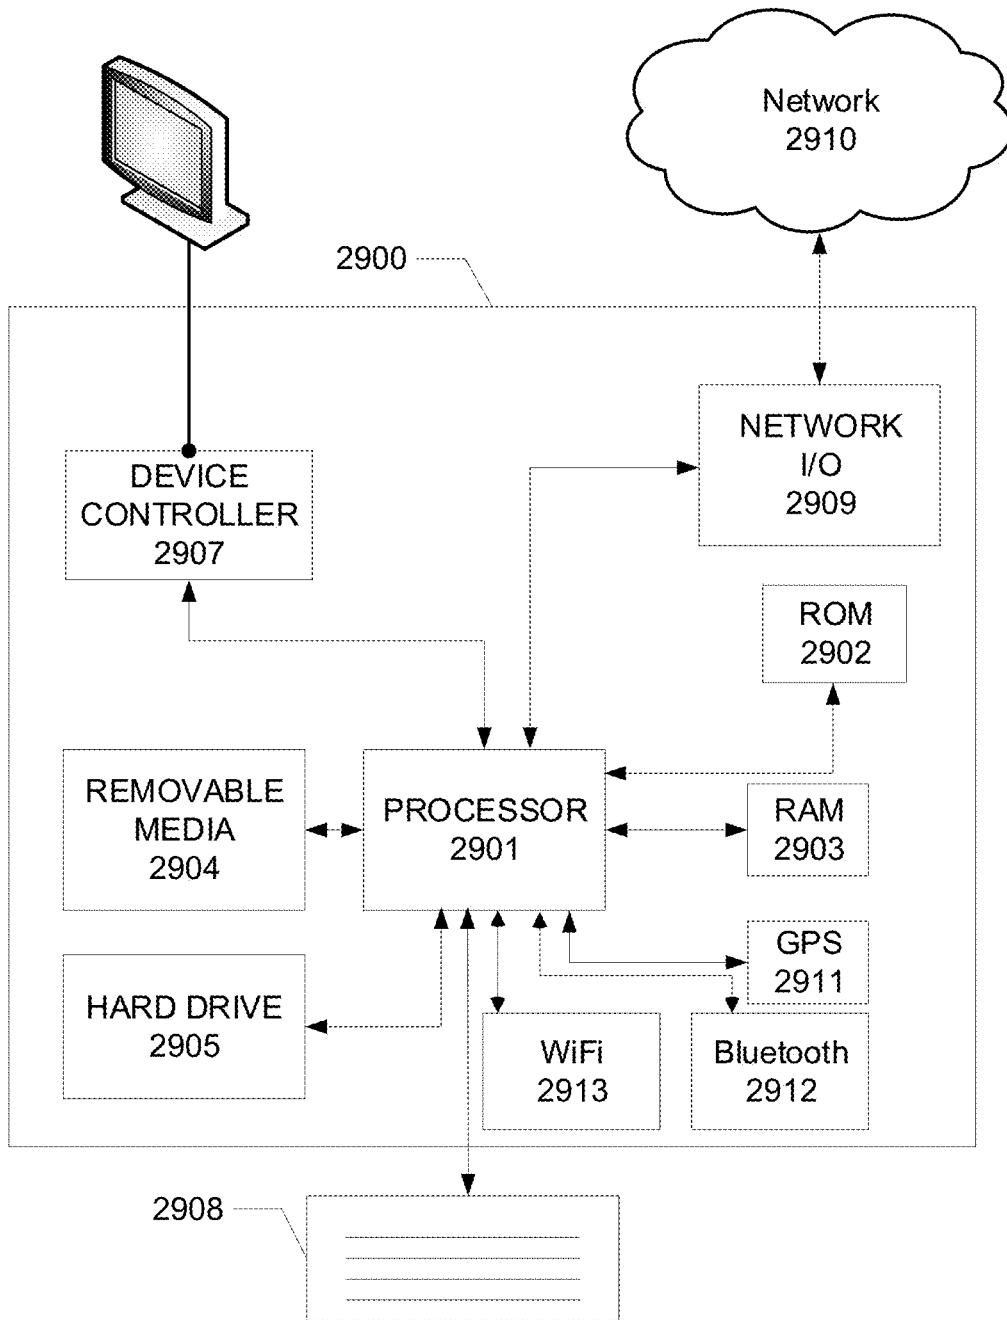 Network
2910
2900
NETWORK
I/O
2909
DEVICE
CONTROLLER
2907
ROM
2902
REMOVABLE
MEDIA
2904
PROCESSOR
2901
RAM
2903
GPS
2911
HARD DRIVE
2905
WiFi
2913
Bluetooth
2912
2908